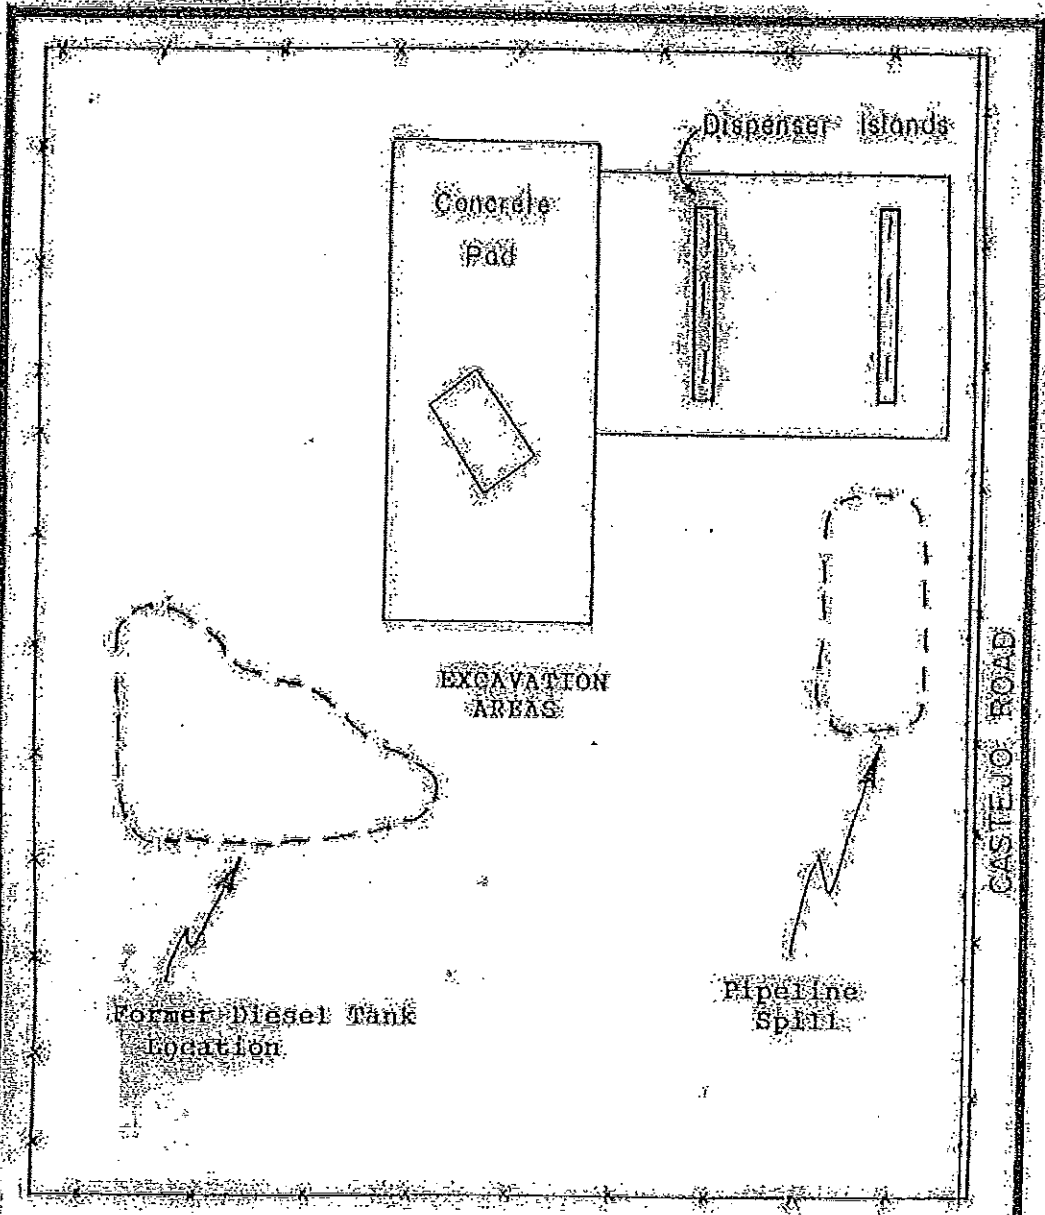 Dispenser Islands
Concrete
Pad
EXCAVATION
AREAS
CASTEJO ROAD
Former Diesel Tank
Location
Pipeline
Spill